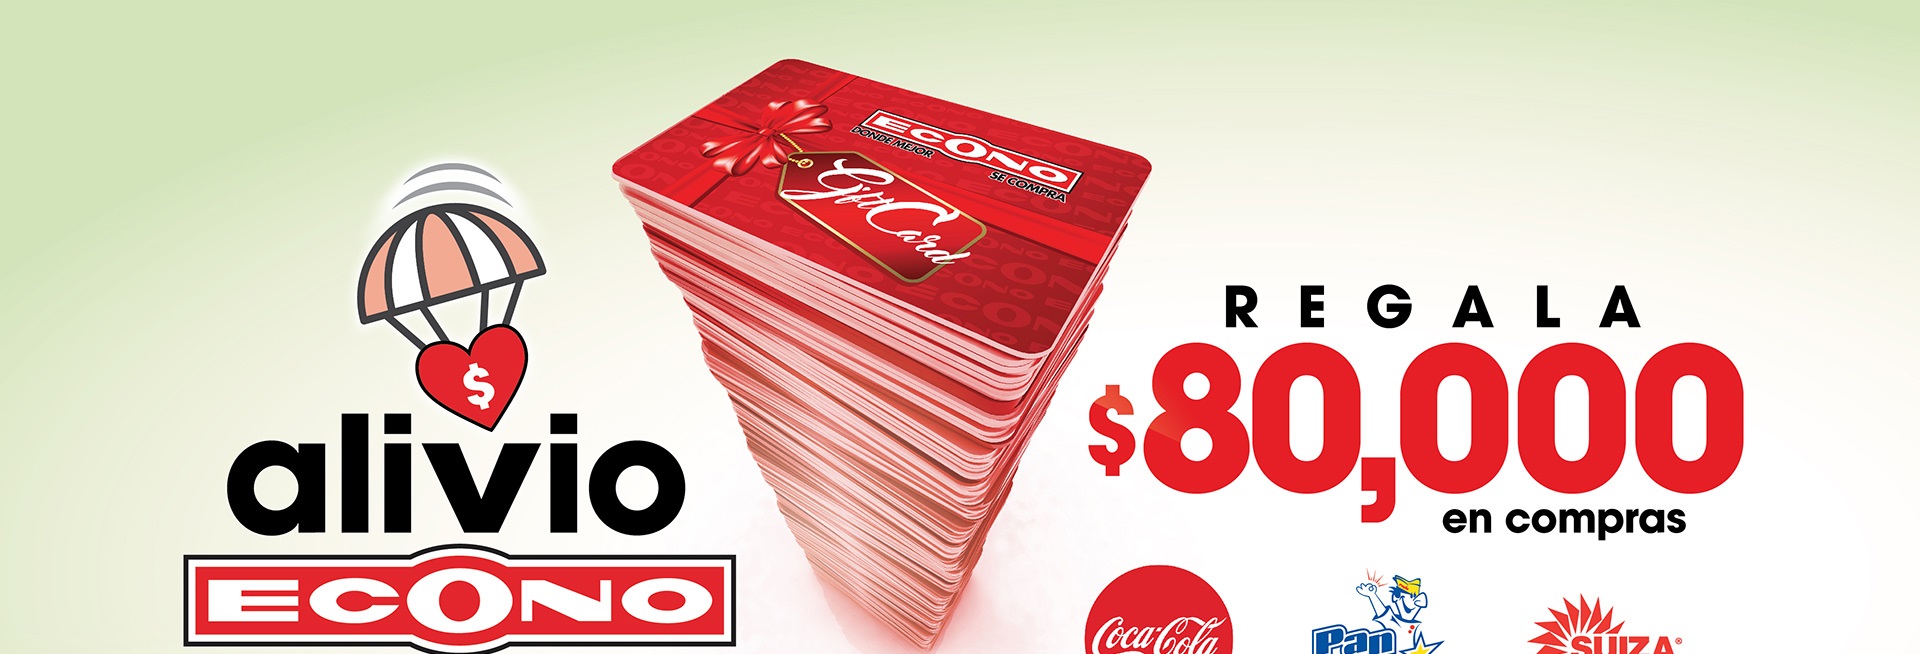 ECONO
DONDE MEJOR
SE COMPRA
Gift Card
$
alivio
ECONO
REGALA
$80,000
en compras
Coca-Cola
Pan
SUIZA®